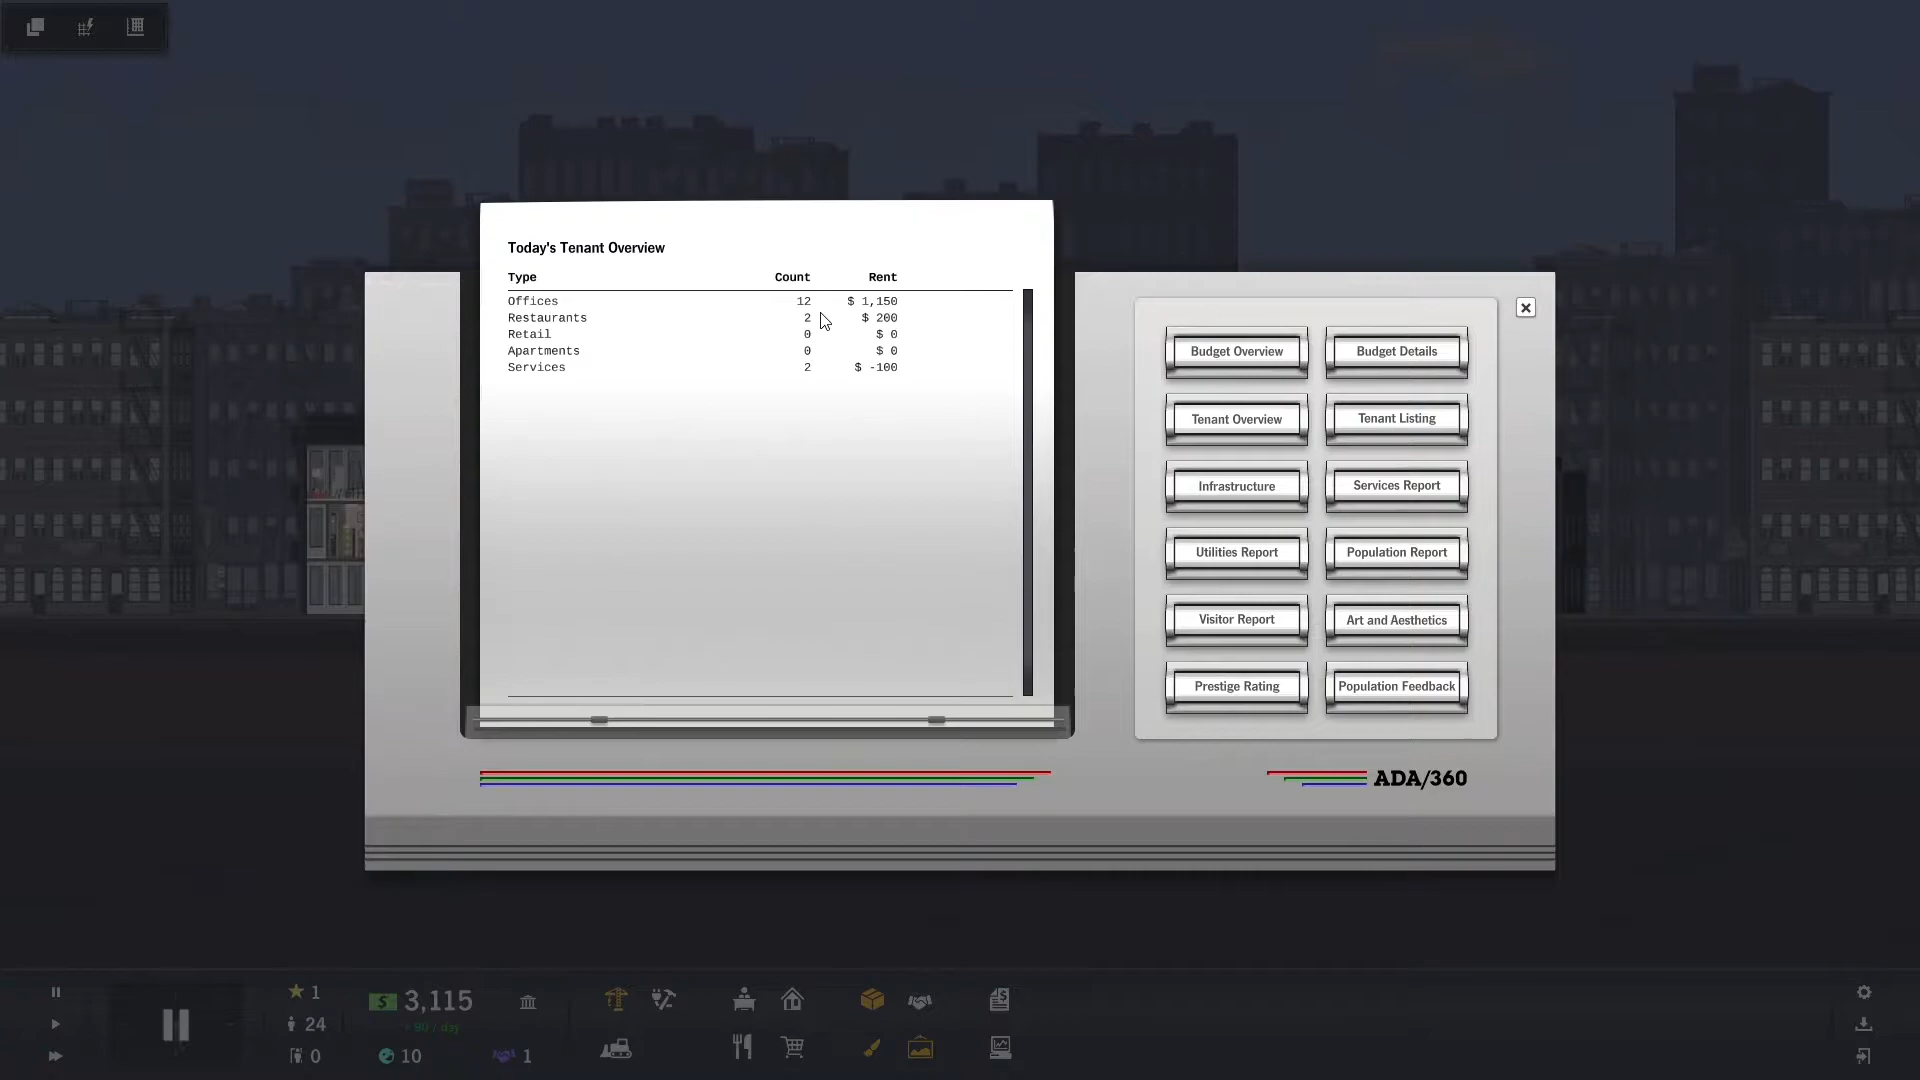 Today's Tenant Overview
Type Count Rent
Offices 12 $ 1,150
Restaurants 2 $ 200
Retail 0 $ 0
Apartments 0 $ 0
Services 2 $ -100
Budget Overview Budget Details
Tenant Overview Tenant Listing
Infrastructure Services Report
Utilities Report Population Report
Visitor Report Art and Aesthetics
Prestige Rating Population Feedback
ADA/360
1
$ 3,115
24
+ 90 / day
0
10
1